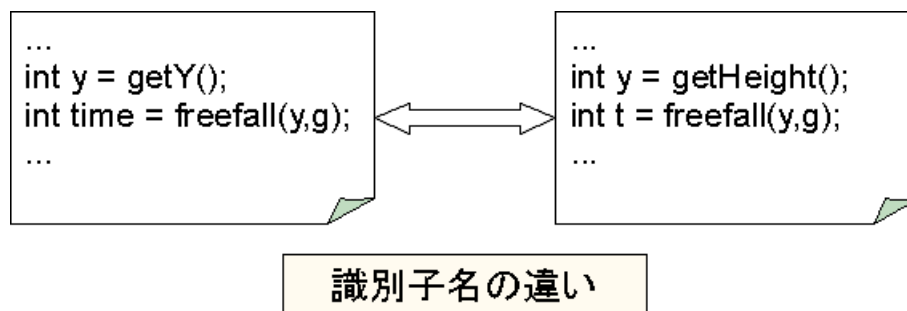 ...
int y = getY();
int time = freefall(y,g);
...
...
int y = getHeight();
int t = freefall(y,g);
...
識別子名の違い